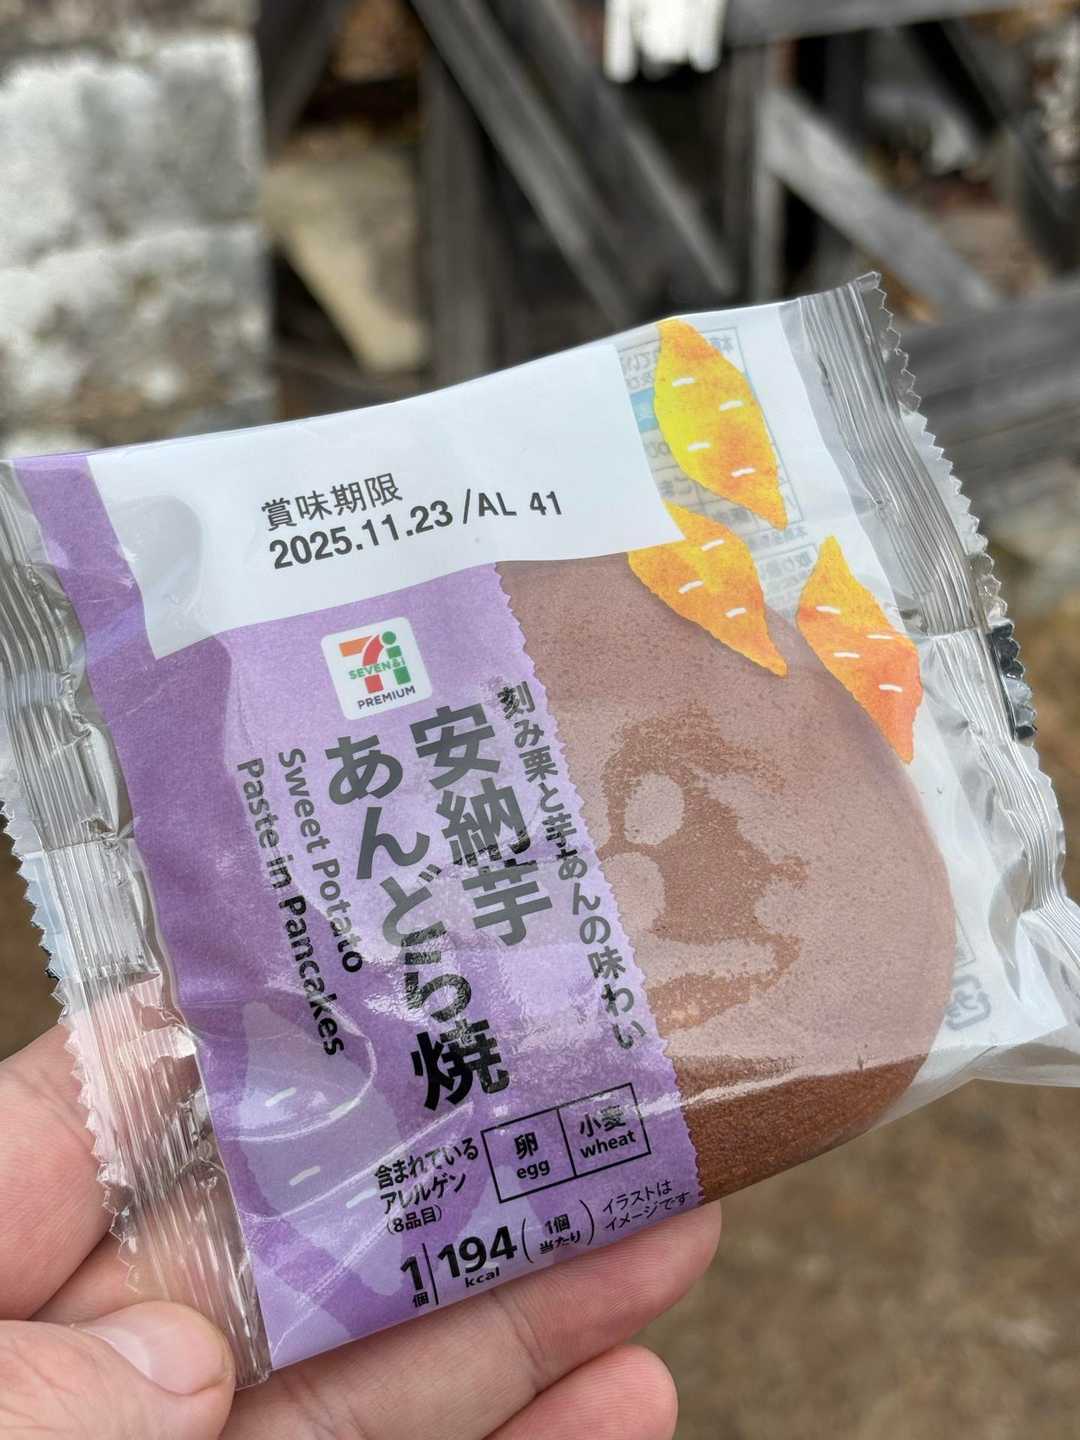 賞味期限
2025.11.23 /AL 41
SEVEN&i
PREMIUM
刻み栗と芋あんの味わい
安納芋
あんどら焼
Sweet Potato
Paste in Pancakes
含まれている
アレルゲン
(8品目)
卵
egg
小麦
wheat
1個
194kcal
(1個当たり)
イラストは
イメージです